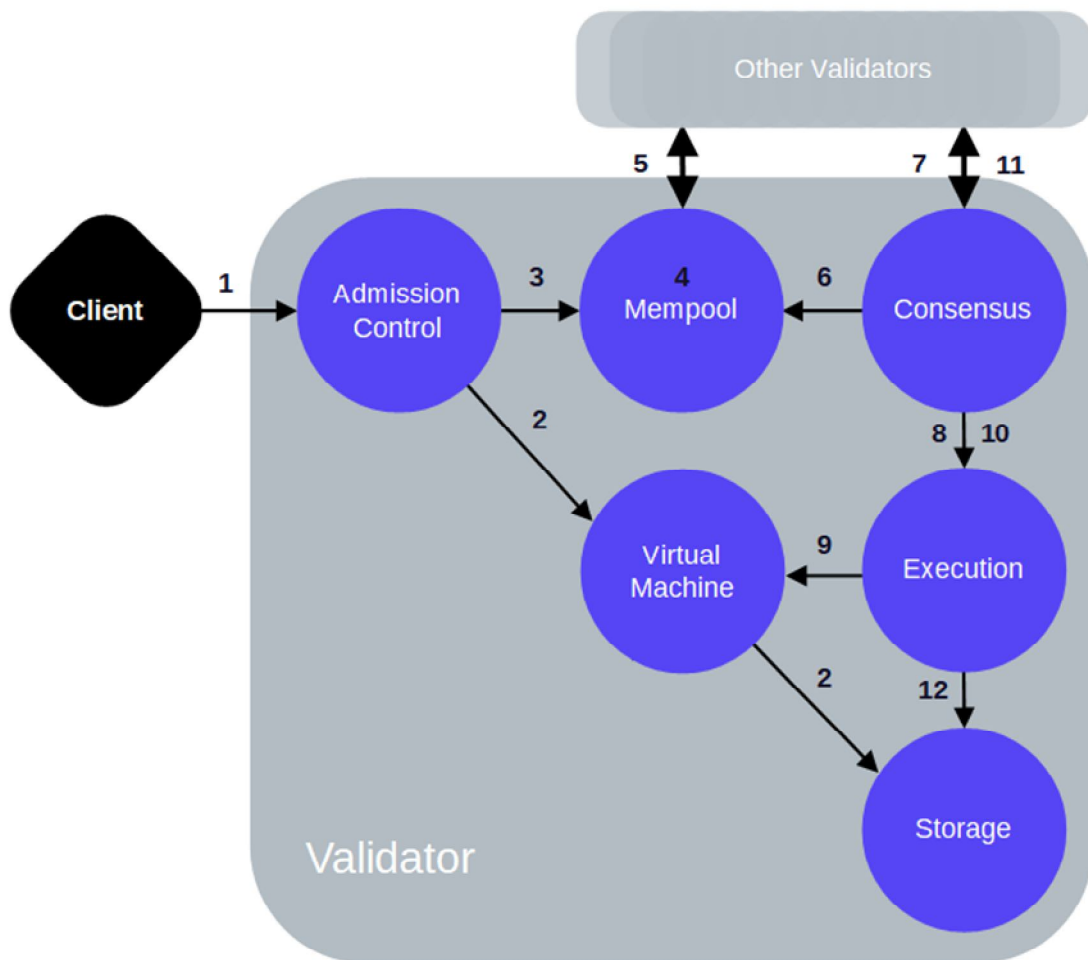 Other Validators
5
7
11
Client
1
Admission
Control
3
4
Mempool
6
Consensus
2
8
10
Virtual
Machine
9
Execution
2
12
Storage
Validator